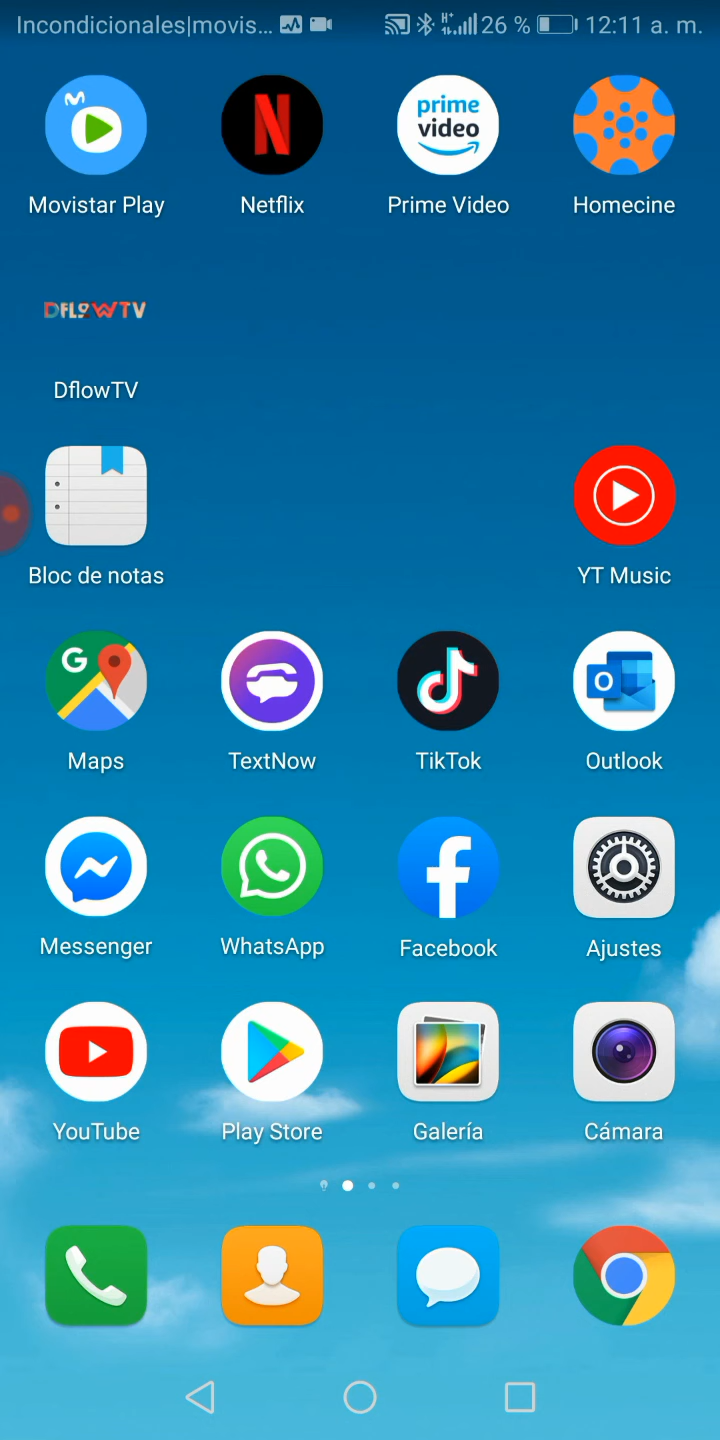 Incondicionales|movis... H+ 26 % 12:11 a. m.
Movistar Play Netflix Prime Video Homecine
prime
video
DFLOWTV
DflowTV
Bloc de notas YT Music
G
O
Maps TextNow TikTok Outlook
Messenger WhatsApp Facebook Ajustes
YouTube Play Store Galería Cámara